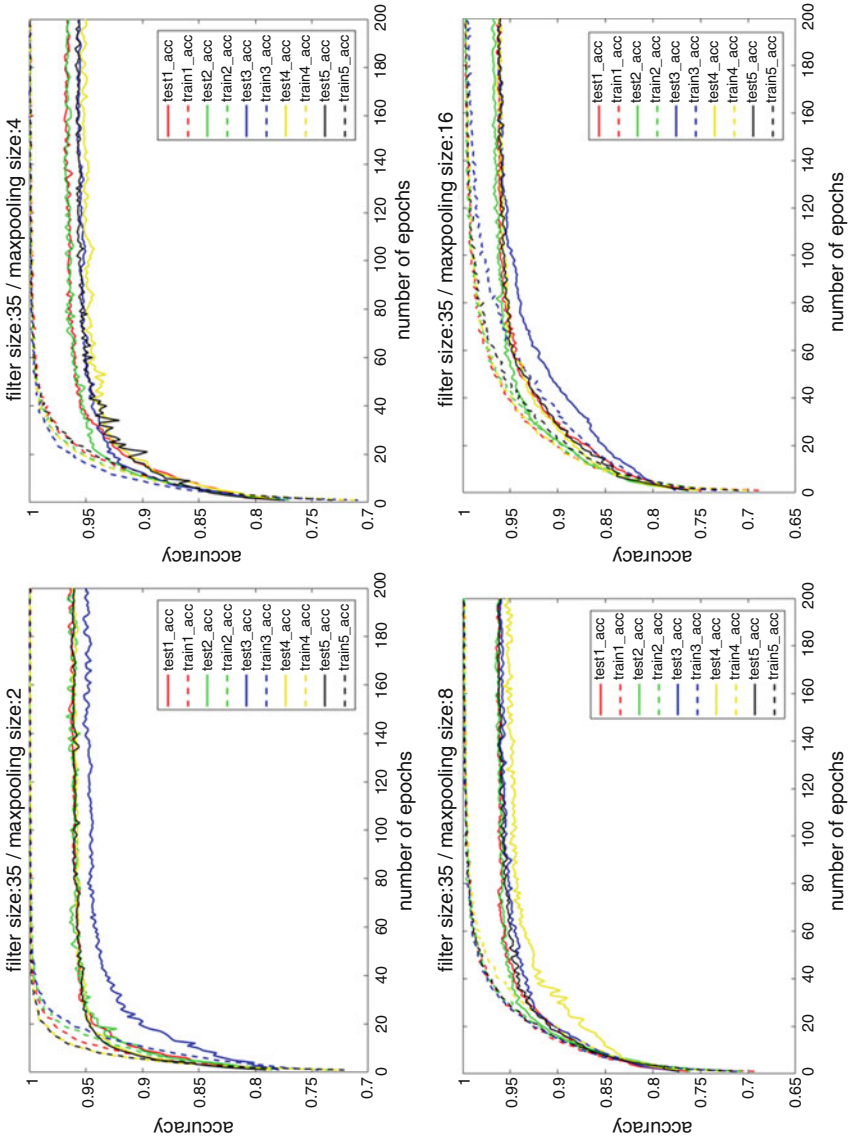 filter size:35 / maxpooling size:2
accuracy
1
0.95
0.9
0.85
0.8
0.75
0.7
0 20 40 60 80 100 120 140 160 180 200
number of epochs
test1_acc
train1_acc
test2_acc
train2_acc
test3_acc
train3_acc
test4_acc
train4_acc
test5_acc
train5_acc
filter size:35 / maxpooling size:4
accuracy
1
0.95
0.9
0.85
0.8
0.75
0.7
0 20 40 60 80 100 120 140 160 180 200
number of epochs
test1_acc
train1_acc
test2_acc
train2_acc
test3_acc
train3_acc
test4_acc
train4_acc
test5_acc
train5_acc
filter size:35 / maxpooling size:8
accuracy
1
0.95
0.9
0.85
0.8
0.75
0.7
0.65
0 20 40 60 80 100 120 140 160 180 200
number of epochs
test1_acc
train1_acc
test2_acc
train2_acc
test3_acc
train3_acc
test4_acc
train4_acc
test5_acc
train5_acc
filter size:35 / maxpooling size:16
accuracy
1
0.95
0.9
0.85
0.8
0.75
0.7
0.65
0 20 40 60 80 100 120 140 160 180 200
number of epochs
test1_acc
train1_acc
test2_acc
train2_acc
test3_acc
train3_acc
test4_acc
train4_acc
test5_acc
train5_acc